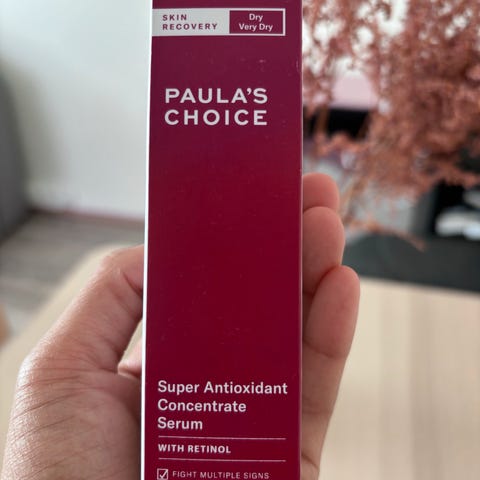 SKIN
RECOVERY
Dry
Very Dry
PAULA'S
CHOICE
Super Antioxidant
Concentrate
Serum
WITH RETINOL
FIGHT MULTIPLE SIGNS